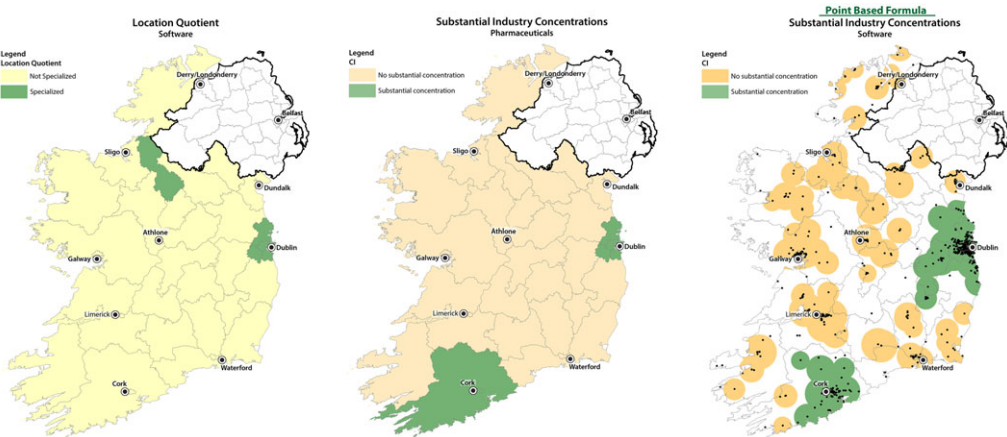 Location Quotient
Software
Legend
Location Quotient
Not Specialized
Specialized
Derry/Londonderry
Belfast
Sligo
Dundalk
Athlone
Dublin
Galway
Limerick
Waterford
Cork
Substantial Industry Concentrations
Pharmaceuticals
Legend
CI
No substantial concentration
Substantial concentration
Derry/Londonderry
Belfast
Sligo
Dundalk
Athlone
Dublin
Galway
Limerick
Waterford
Cork
Point Based Formula
Substantial Industry Concentrations
Software
Legend
CI
No substantial concentration
Substantial concentration
Derry/Londonderry
Belfast
Sligo
Dundalk
Athlone
Dublin
Galway
Limerick
Waterford
Cork